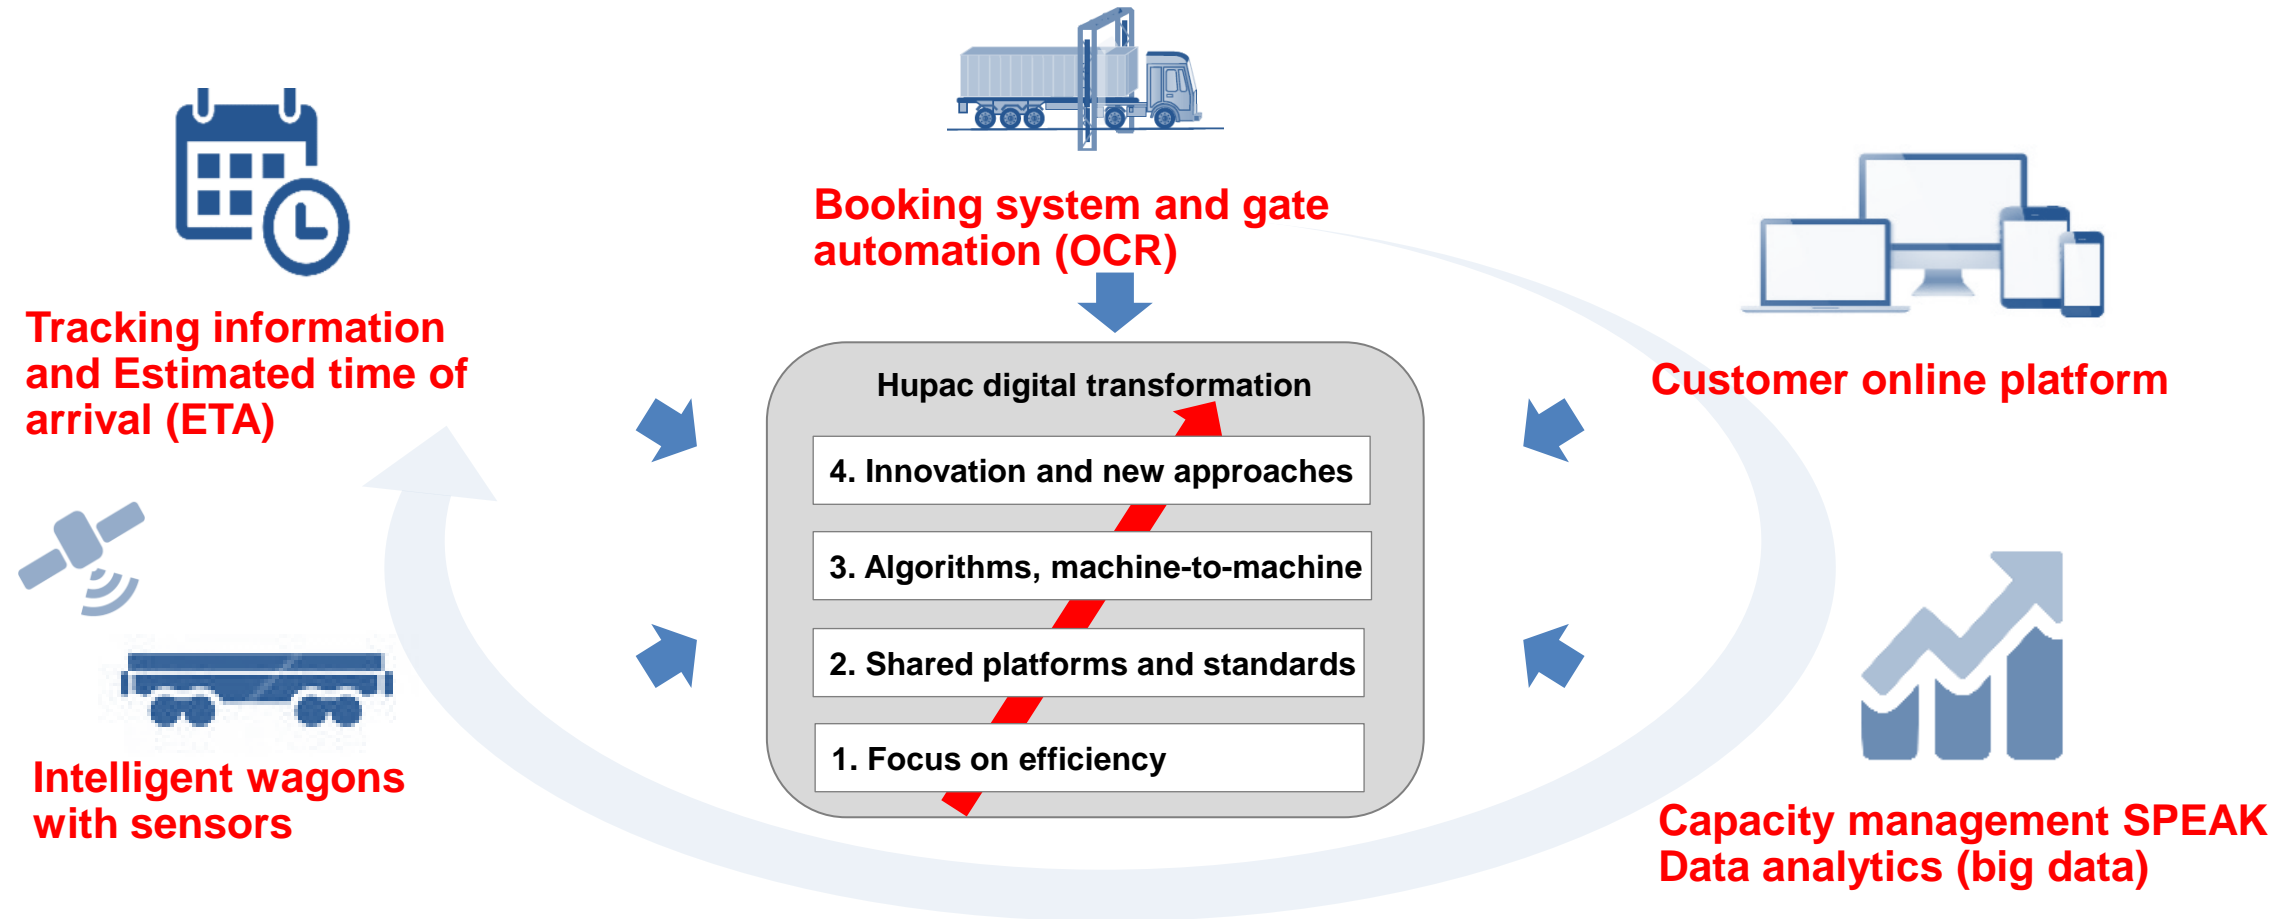 Booking system and gate
automation (OCR)
Tracking information
and Estimated time of
arrival (ETA)
Customer online platform
Hupac digital transformation
4. Innovation and new approaches
3. Algorithms, machine-to-machine
2. Shared platforms and standards
1. Focus on efficiency
Intelligent wagons
with sensors
Capacity management SPEAK
Data analytics (big data)